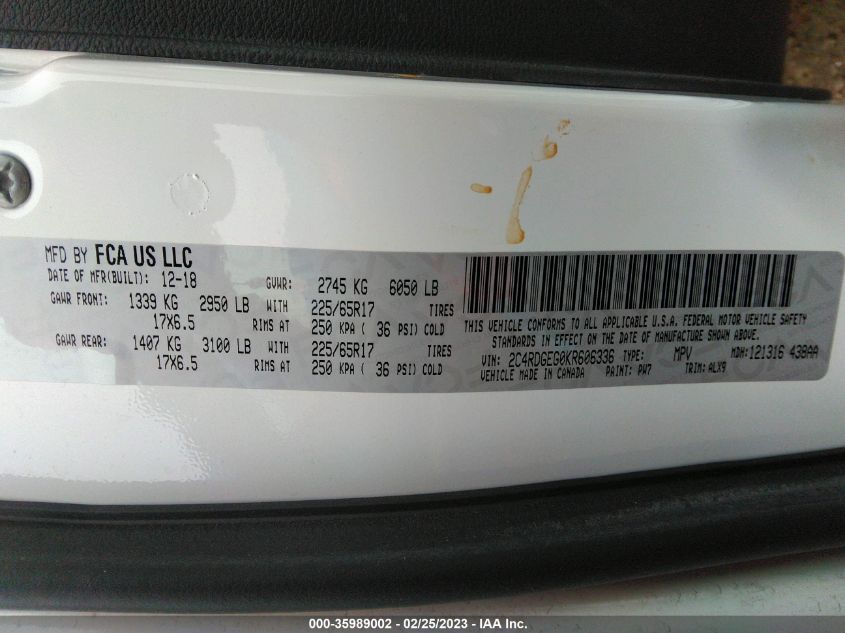 MFD BY FCA US LLC
DATE OF MFR(BUILT): 12-18 GVWR: 2745 KG 6050 LB
GAWR FRONT: 1339 KG 2950 LB WITH 225/65R17 TIRES
17X6.5 RIMS AT 250 KPA ( 36 PSI) COLD
GAWR REAR: 1407 KG 3100 LB WITH 225/65R17 TIRES
17X6.5 RIMS AT 250 KPA ( 36 PSI) COLD
THIS VEHICLE CONFORMS TO ALL APPLICABLE U.S.A. FEDERAL MOTOR VEHICLE SAFETY
STANDARDS IN EFFECT ON THE DATE OF MANUFACTURE SHOWN ABOVE.
VIN: 2C4RDGEG0KR606336 TYPE: MPV MDH: 121316 438AA
VEHICLE MADE IN CANADA PAINT: PW7 TRIM: ALX9
000-35989002 - 02/25/2023 - IAA Inc.